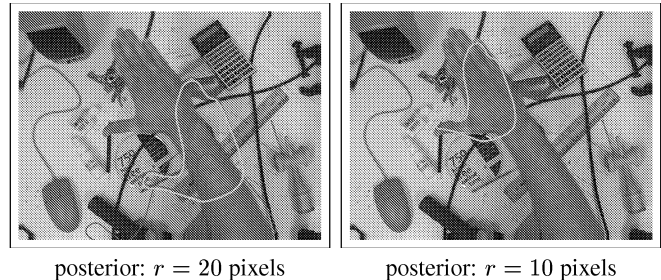 posterior: r = 20 pixels
posterior: r = 10 pixels